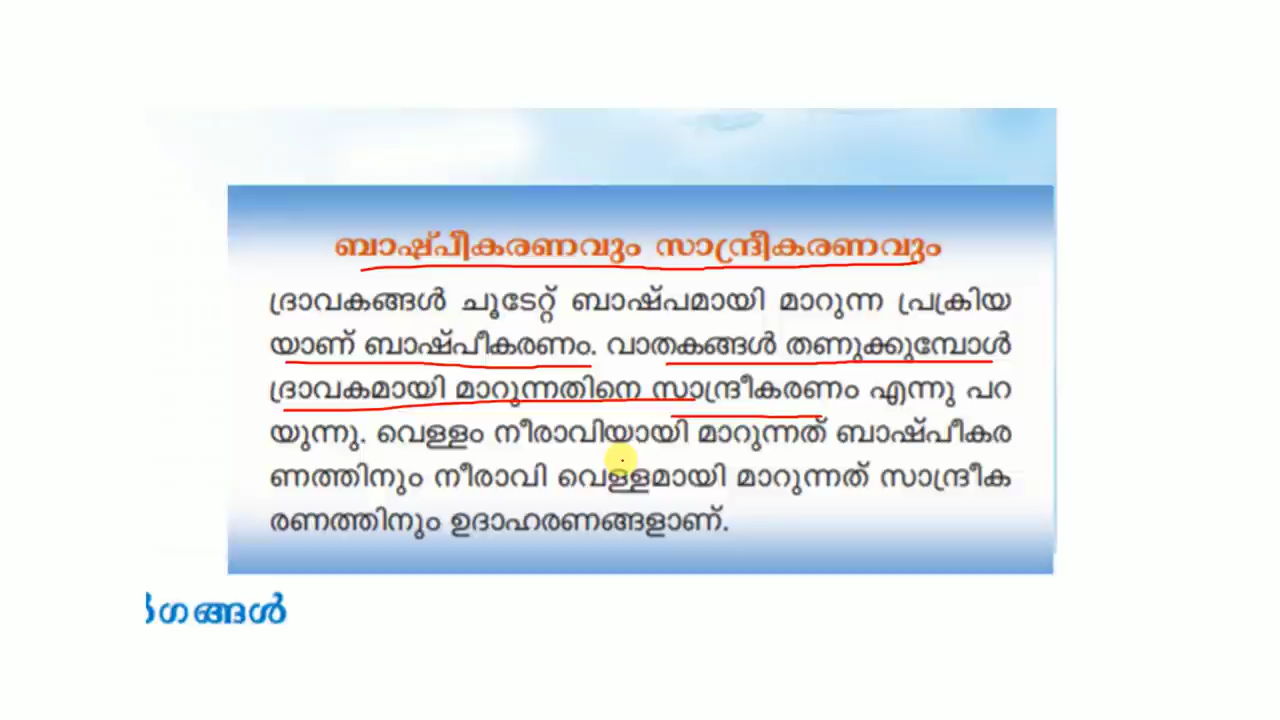 ബാഷ്പീകരണവും സാന്ദ്രീകരണവും
ദ്രാവകങ്ങൾ ചൂടേറ്റ് ബാഷ്പമായി മാറുന്ന പ്രക്രിയ
യാണ് ബാഷ്പീകരണം. വാതകങ്ങൾ തണുക്കുമ്പോൾ
ദ്രാവകമായി മാറുന്നതിനെ സാന്ദ്രീകരണം എന്നു പറ
യുന്നു. വെള്ളം നീരാവിയായി മാറുന്നത് ബാഷ്പീകര
ണത്തിനും നീരാവി വെള്ളമായി മാറുന്നത് സാന്ദ്രീക
രണത്തിനും ഉദാഹരണങ്ങളാണ്.